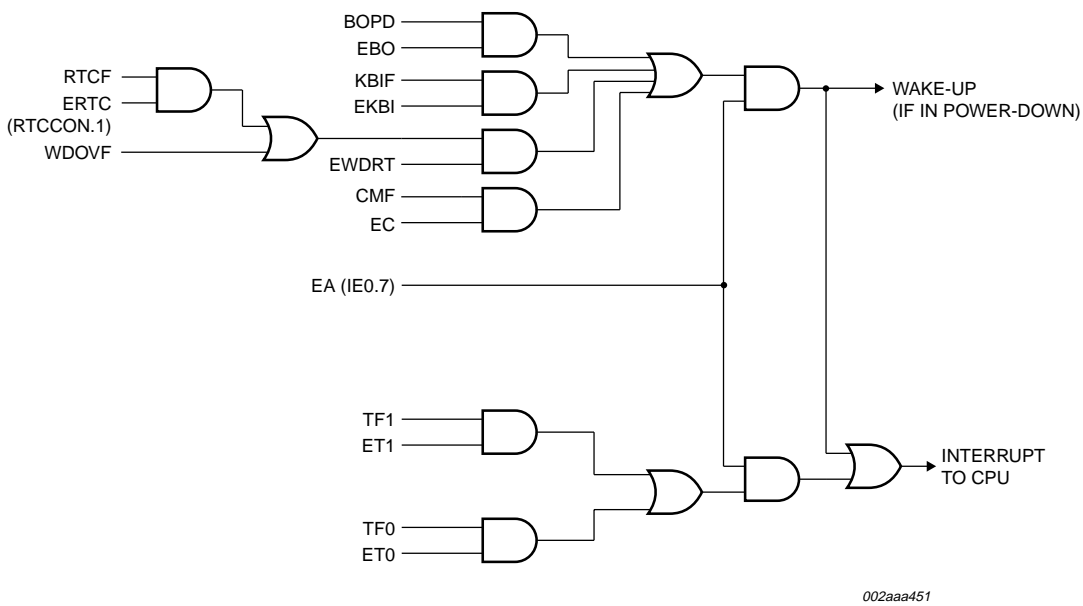 BOPD
EBO
RTCF
KBIF
ERTC
EKBI
(RTCCON.1)
WDOVF
EWDRT
CMF
EC
WAKE-UP
(IF IN POWER-DOWN)
EA (IE0.7)
TF1
ET1
INTERRUPT
TO CPU
TF0
ET0
002aaa451